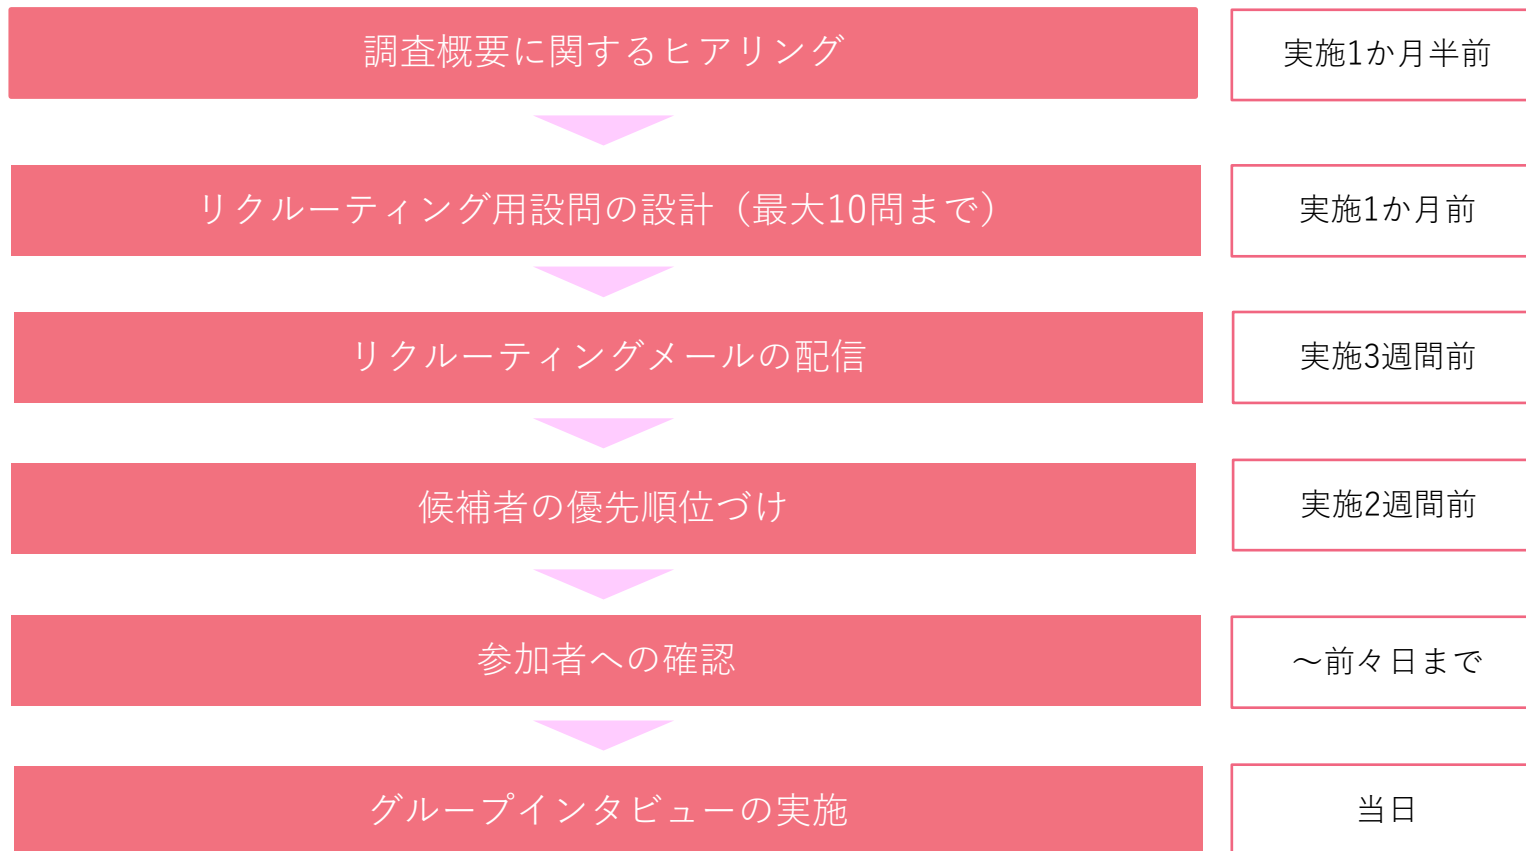 調査概要に関するヒアリング
実施1か月半前
リクルーティング用設問の設計（最大10問まで）
実施1か月前
リクルーティングメールの配信
実施3週間前
候補者の優先順位づけ
実施2週間前
参加者への確認
～前々日まで
グループインタビューの実施
当日